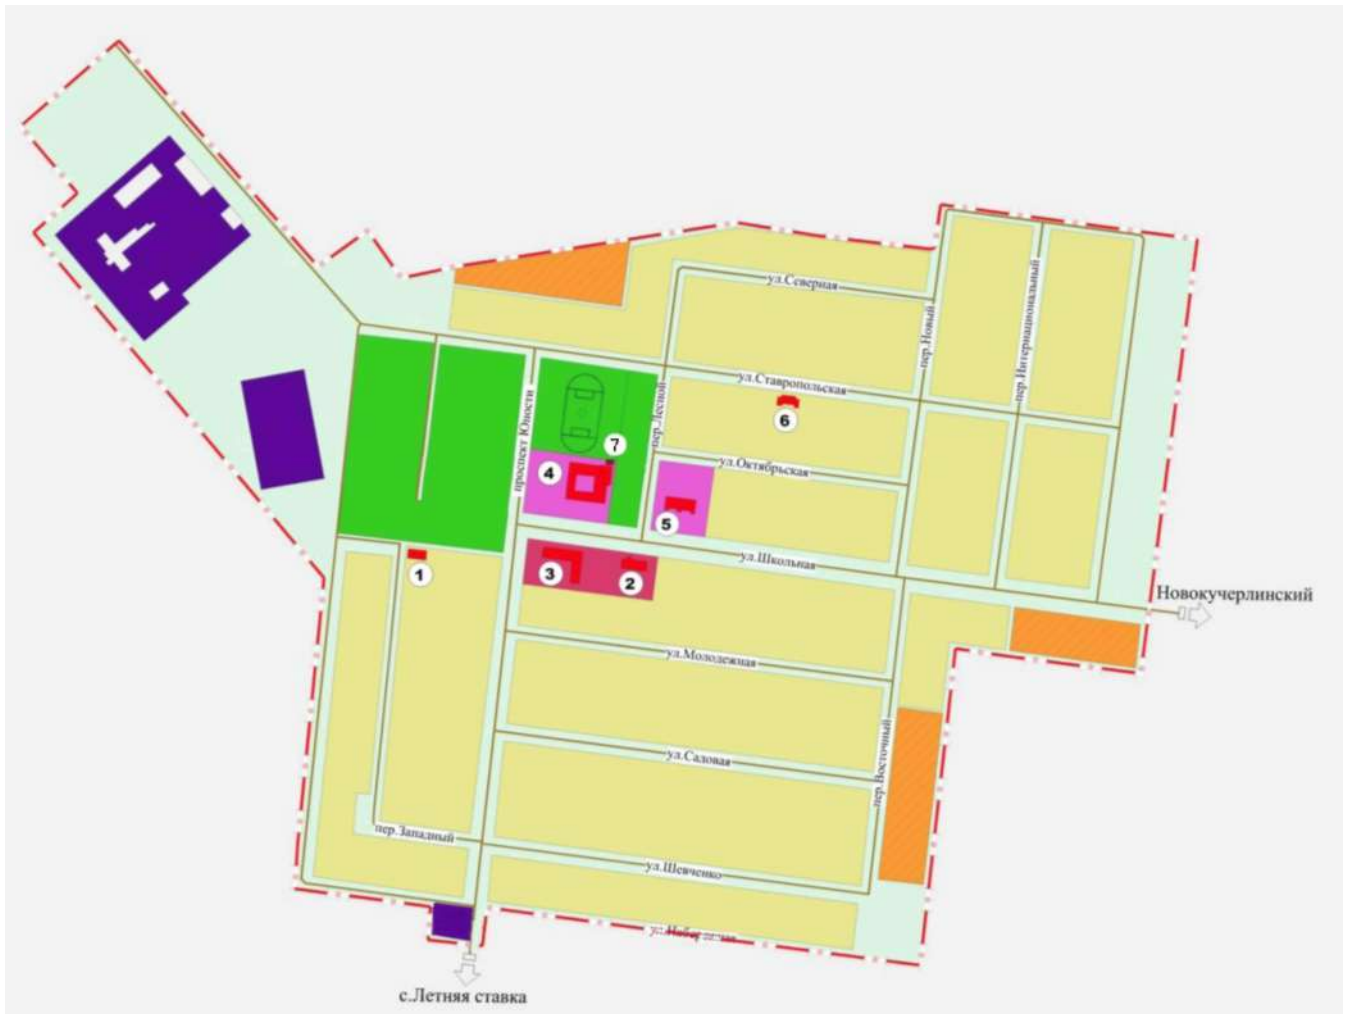 ул.Северная
пер.Новый
пер.Интернациональный
ул.Ставропольская
6
пер.Лесной
проспект Юности
7
4
ул.Октябрьская
5
ул.Школьная
1
3
2
Новокучерлинский
ул.Молодежная
ул.Садовая
пер.Восточный
пер.Западный
ул.Шевченко
с.Летняя ставка